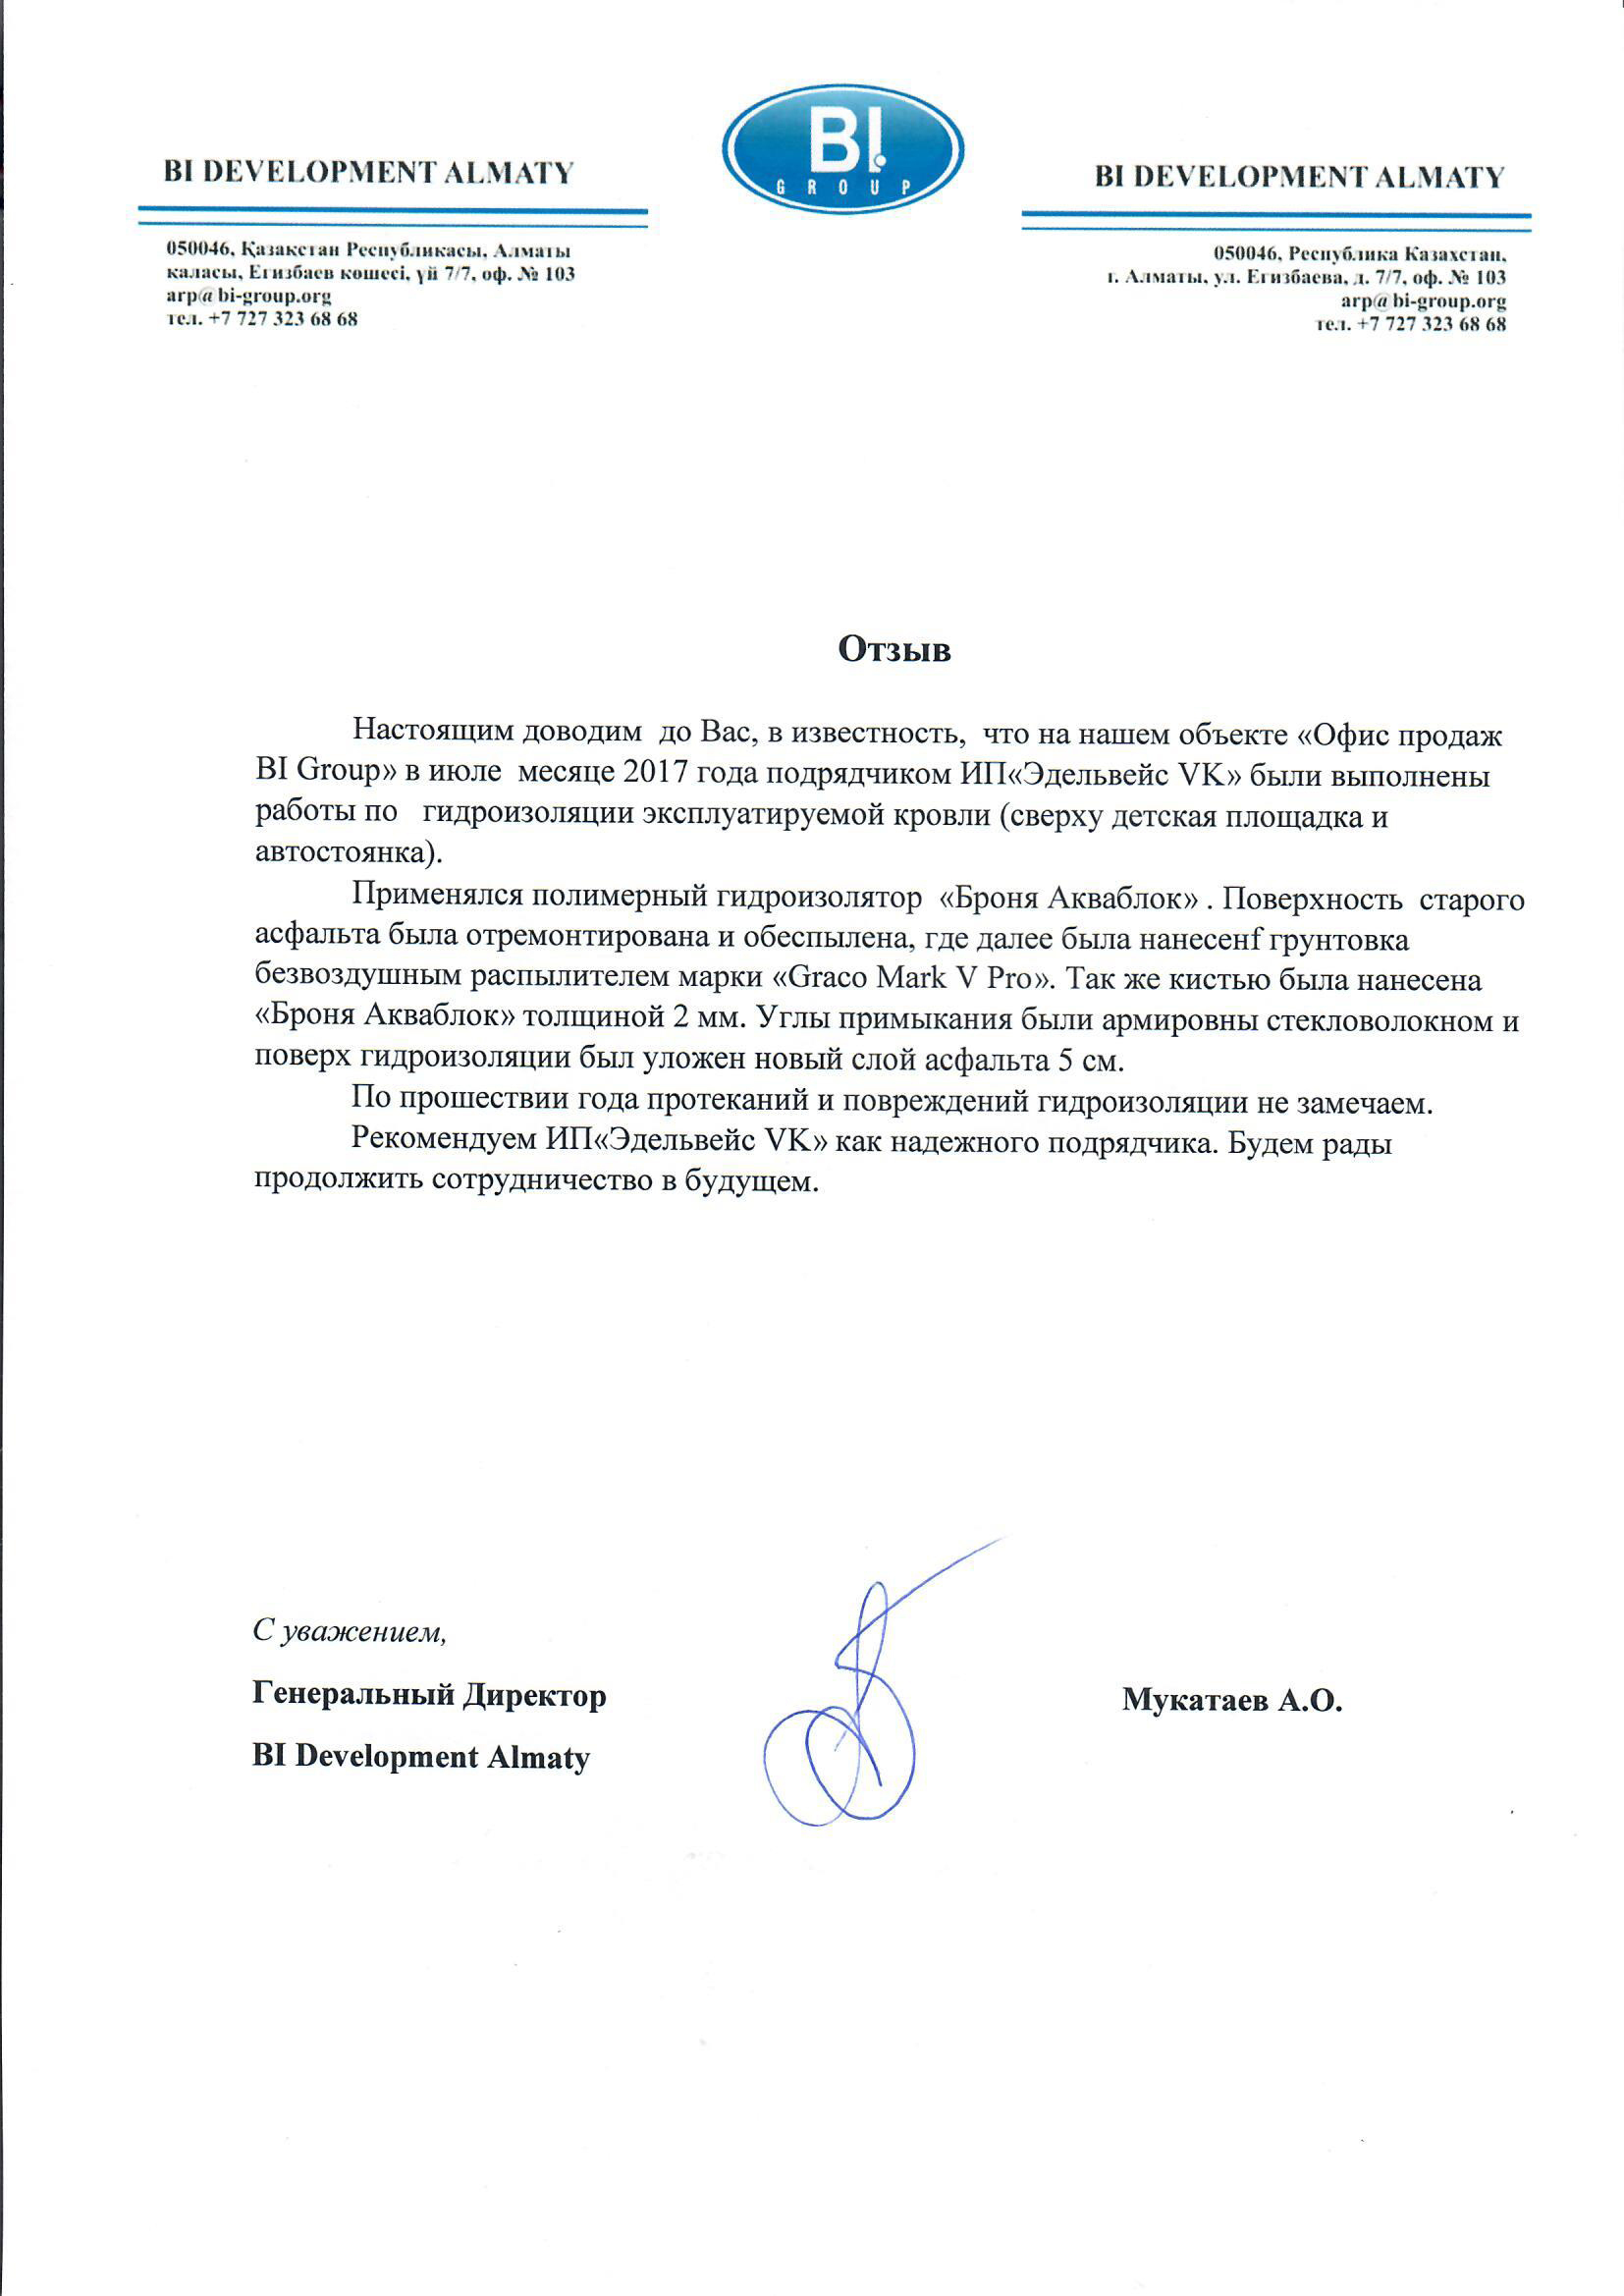 BI DEVELOPMENT ALMATY
050046, Қазақстан Республикасы, Алматы
қаласы, Егизбаев көшесі, үй 7/7, оф. № 103
arp@bi-group.org
тел. +7 727 323 68 68
BI
GROUP
BI DEVELOPMENT ALMATY
050046, Республика Казахстан,
г. Алматы, ул. Егизбаева, д. 7/7, оф. № 103
arp@bi-group.org
тел. +7 727 323 68 68
Отзыв
Настоящим доводим до Вас, в известность, что на нашем объекте «Офис продаж
BI Group» в июле месяце 2017 года подрядчиком ИП«Эдельвейс VK» были выполнены
работы по гидроизоляции эксплуатируемой кровли (сверху детская площадка и
автостоянка).
Применялся полимерный гидроизолятор «Броня Акваблок» . Поверхность старого
асфальта была отремонтирована и обеспылена, где далее была нанесенf грунтовка
безвоздушным распылителем марки «Graco Mark V Pro». Так же кистью была нанесена
«Броня Акваблок» толщиной 2 мм. Углы примыкания были армировны стекловолокном и
поверх гидроизоляции был уложен новый слой асфальта 5 см.
По прошествии года протеканий и повреждений гидроизоляции не замечаем.
Рекомендуем ИП«Эдельвейс VK» как надежного подрядчика. Будем рады
продолжить сотрудничество в будущем.
С уважением,
Генеральный Директор
Мукатаев А.О.
BI Development Almaty